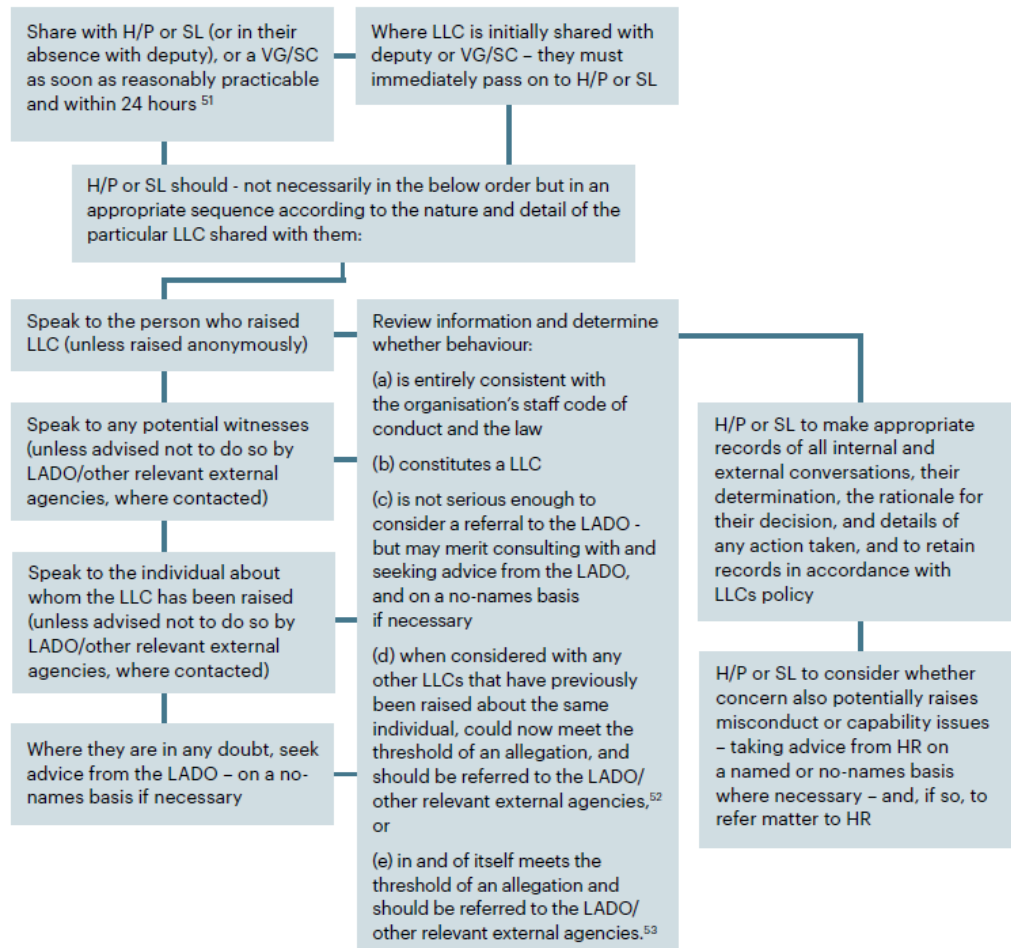 Share with H/P or SL (or in their
absence with deputy), or a VG/SC
as soon as reasonably practicable
and within 24 hours 51
Where LLC is initially shared with
deputy or VG/SC – they must
immediately pass on to H/P or SL
H/P or SL should - not necessarily in the below order but in an
appropriate sequence according to the nature and detail of the
particular LLC shared with them:
Speak to the person who raised
LLC (unless raised anonymously)
Speak to any potential witnesses
(unless advised not to do so by
LADO/other relevant external
agencies, where contacted)
Speak to the individual about
whom the LLC has been raised
(unless advised not to do so by
LADO/other relevant external
agencies, where contacted)
Where they are in any doubt, seek
advice from the LADO – on a no-
names basis if necessary
Review information and determine
whether behaviour:
(a) is entirely consistent with
the organisation's staff code of
conduct and the law
(b) constitutes a LLC
(c) is not serious enough to
consider a referral to the LADO -
but may merit consulting with and
seeking advice from the LADO,
and on a no-names basis
if necessary
(d) when considered with any
other LLCs that have previously
been raised about the same
individual, could now meet the
threshold of an allegation, and
should be referred to the LADO/
other relevant external agencies,52
or
(e) in and of itself meets the
threshold of an allegation and
should be referred to the LADO/
other relevant external agencies.53
H/P or SL to make appropriate
records of all internal and
external conversations, their
determination, the rationale for
their decision, and details of
any action taken, and to retain
records in accordance with
LLCs policy
H/P or SL to consider whether
concern also potentially raises
misconduct or capability issues
– taking advice from HR on
a named or no-names basis
where necessary – and, if so, to
refer matter to HR